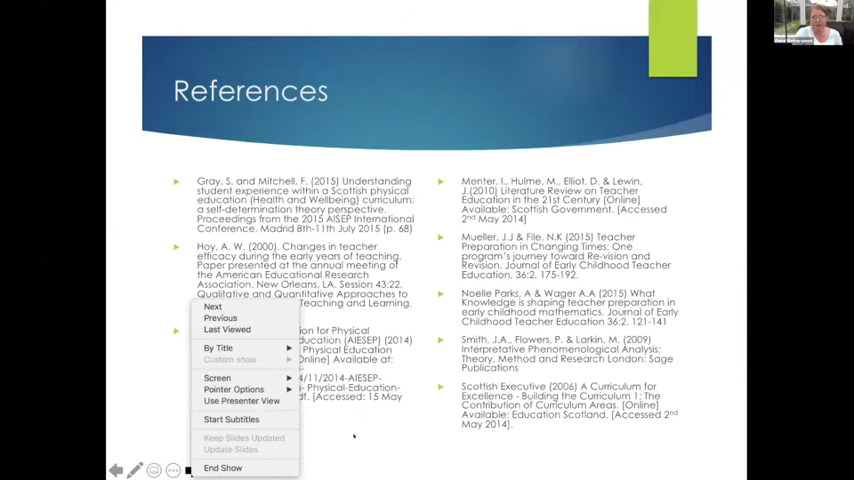 References
Gray, S. and Mitchell, F. (2015) Understanding
student experience within a Scottish physical
education (Health and Wellbeing) curriculum:
a self-determination theory perspective.
Proceedings from the 2015 AISEP International
Conference, Madrid 8th-11th July 2015 (p. 68)
Hoy, A. W. (2000). Changes in teacher
efficacy during the early years of teaching.
Paper presented at the annual meeting of
the American Educational Research
Association. New Orleans, LA. Session 43:22.
Qualitative and Quantitative Approaches to
Teaching and Learning.
on for Physical
ducation (AIESEP) (2014)
Physical Education
Online] Available at:
4/11/2014-AIESEP-
n- Physical-Education-
df. [Accessed: 15 May
Menter, I., Hulme, M., Elliot, D. & Lewin,
J.(2010) Literature Review on Teacher
Education in the 21st Century [Online]
Available: Scottish Government. [Accessed
2nd May 2014]
Mueller, J.J & File, N.K (2015) Teacher
Preparation in Changing Times: One
program's journey toward Re-vision and
Revision. Journal of Early Childhood Teacher
Education, 36:2, 175-192.
Noelle Parks, A & Wager A.A (2015) What
Knowledge is shaping teacher preparation in
early childhood mathematics. Journal of Early
Childhood Teacher Education 36:2. 121-141
Smith, J.A., Flowers, P. & Larkin, M. (2009)
Interpretative Phenomenological Analysis;
Theory, Method and Research London: Sage
Publications
Scottish Executive (2006) A Curriculum for
Excellence - Building the Curriculum 1: The
Contribution of Curriculum Areas. [Online]
Available: Education Scotland. [Accessed 2nd
May 2014].
Next
Previous
Last Viewed
By Title
Custom show
Screen
Pointer Options
Use Presenter View
Start Subtitles
Keep Slides Updated
Update Slides
End Show